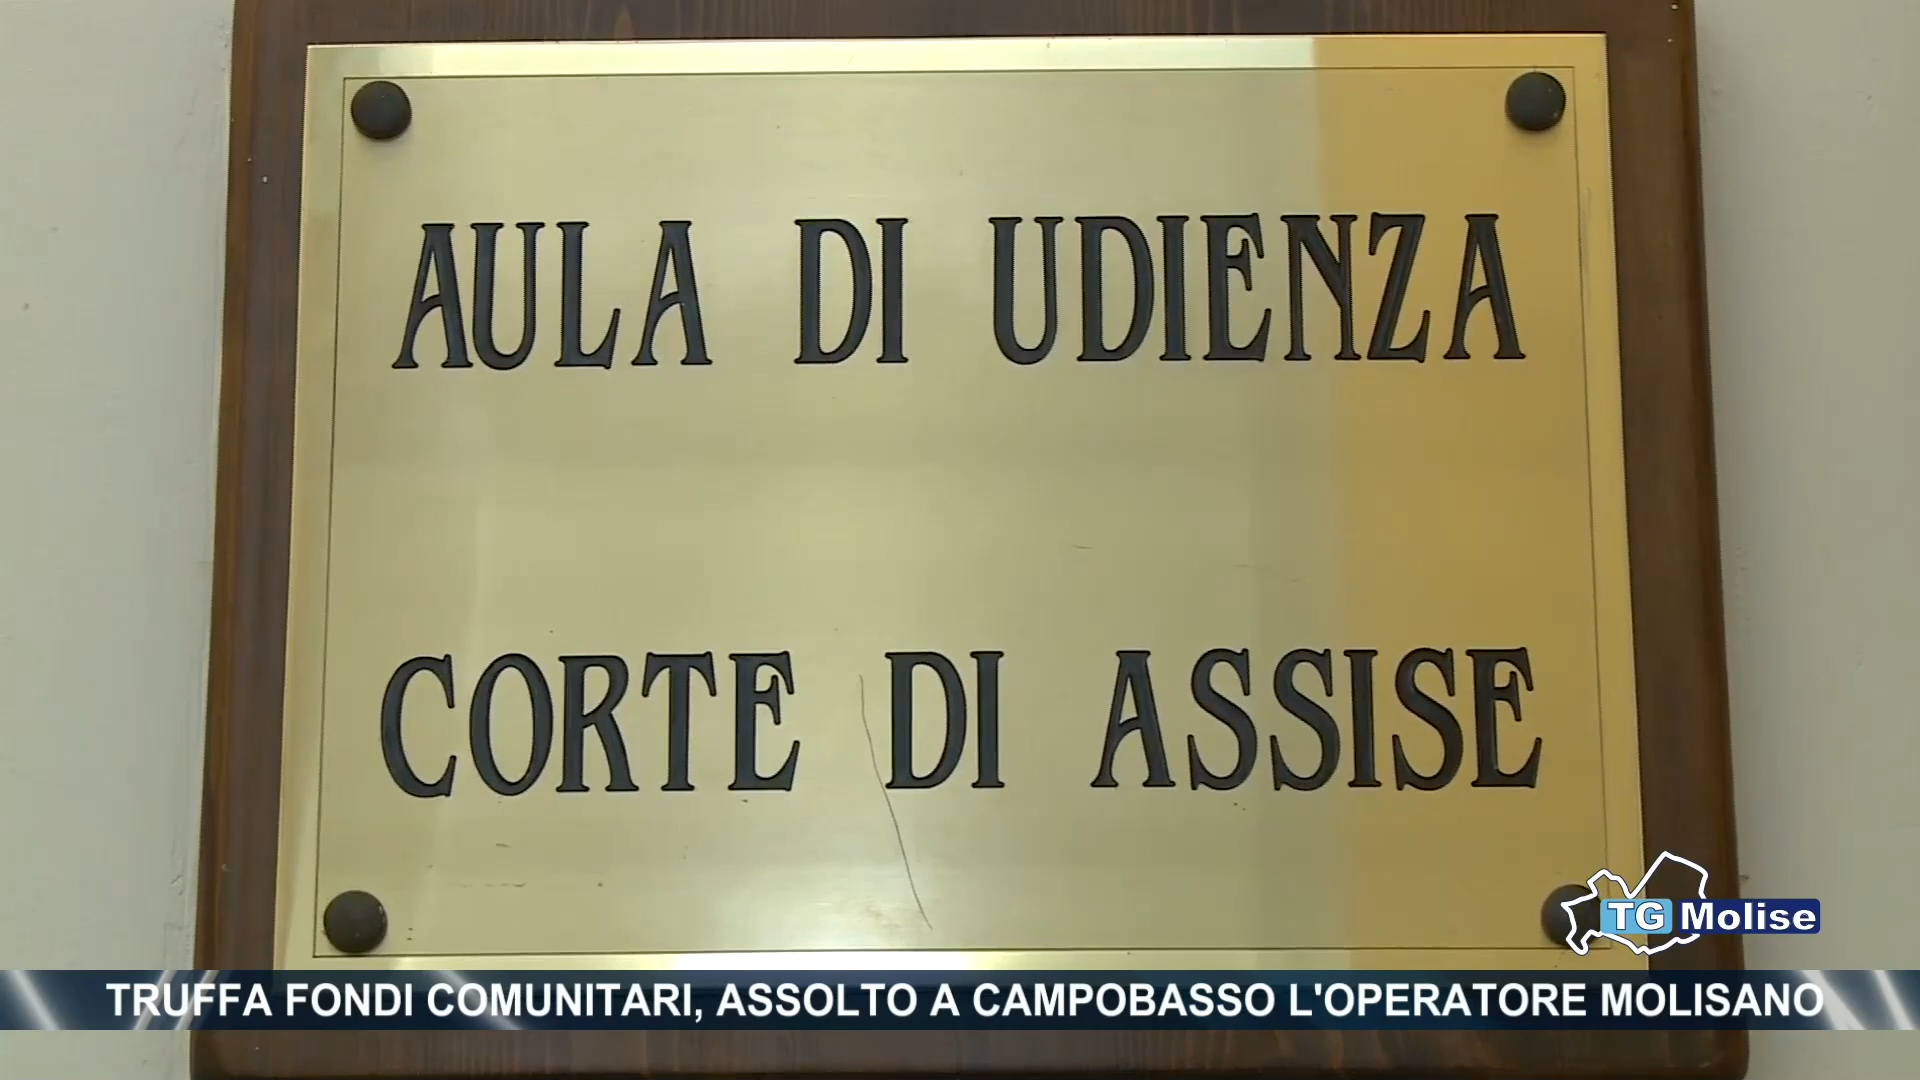 AULA DI UDIENZA
CORTE DI ASSISE
TG Molise
TRUFFA FONDI COMUNITARI, ASSOLTO A CAMPOBASSO L'OPERATORE MOLISANO